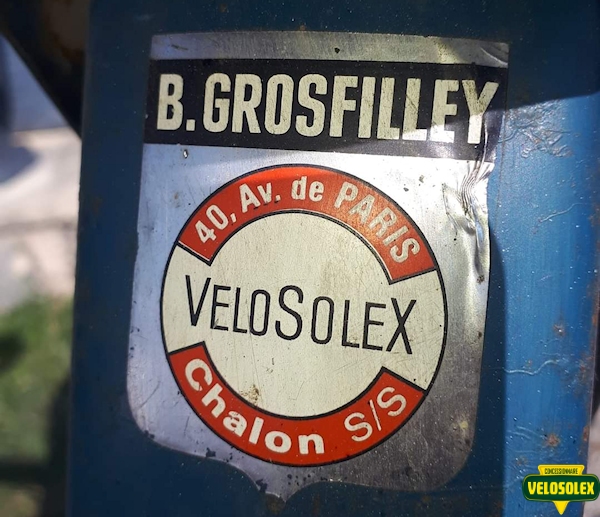 B. GROSFILLEY
40, Av. de PARIS
VELOSOLEX
Chalon S/S
CONCESSIONNAIRE
VELOSOLEX